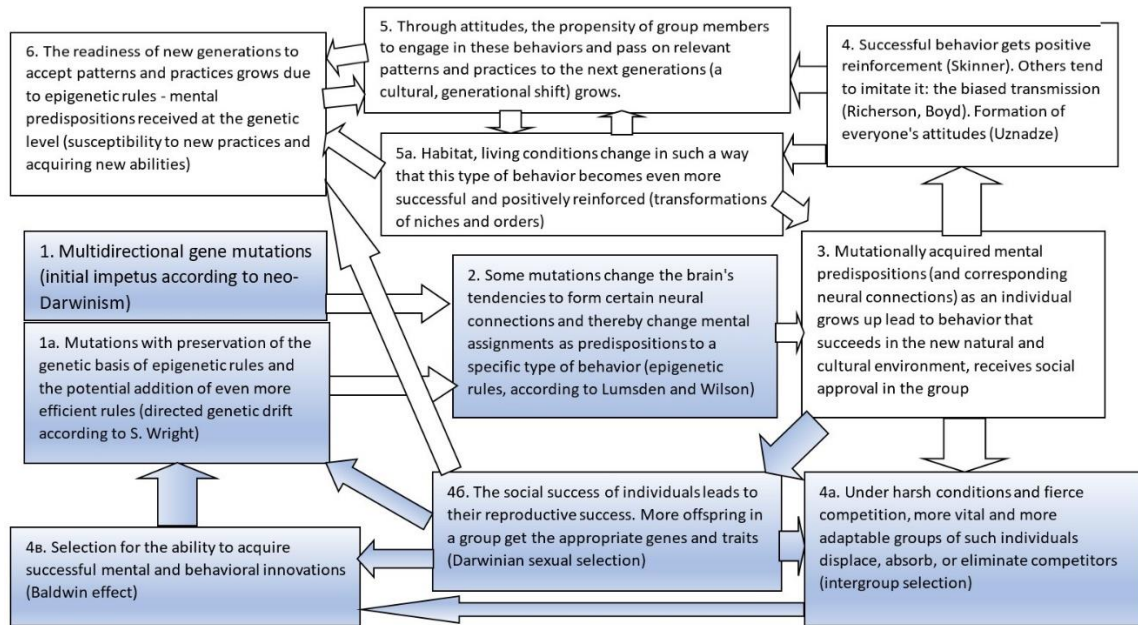 6. The readiness of new generations to
accept patterns and practices grows due
to epigenetic rules - mental
predispositions received at the genetic
level (susceptibility to new practices and
acquiring new abilities)
5. Through attitudes, the propensity of group members
to engage in these behaviors and pass on relevant
patterns and practices to the next generations (a
cultural, generational shift) grows.
4. Successful behavior gets positive
reinforcement (Skinner). Others tend
to imitate it: the biased transmission
(Richerson, Boyd). Formation of
everyone's attitudes (Uznadze)
5a. Habitat, living conditions change in such a way
that this type of behavior becomes even more
successful and positively reinforced (transformations
of niches and orders)
1. Multidirectional gene mutations
(initial impetus according to neo-
Darwinism)
1a. Mutations with preservation of the
genetic basis of epigenetic rules and
the potential addition of even more
efficient rules (directed genetic drift
according to S. Wright)
2. Some mutations change the brain's
tendencies to form certain neural
connections and thereby change mental
assignments as predispositions to a
specific type of behavior (epigenetic
rules, according to Lumsden and Wilson)
3. Mutationally acquired mental
predispositions (and corresponding
neural connections) as an individual
grows up lead to behavior that
succeeds in the new natural and
cultural environment, receives social
approval in the group
4в. Selection for the ability to acquire
successful mental and behavioral innovations
(Baldwin effect)
4б. The social success of individuals leads to
their reproductive success. More offspring
in a group get the appropriate genes and traits
(Darwinian sexual selection)
4a. Under harsh conditions and fierce
competition, more vital and more
adaptable groups of such individuals
displace, absorb, or eliminate competitors
(intergroup selection)